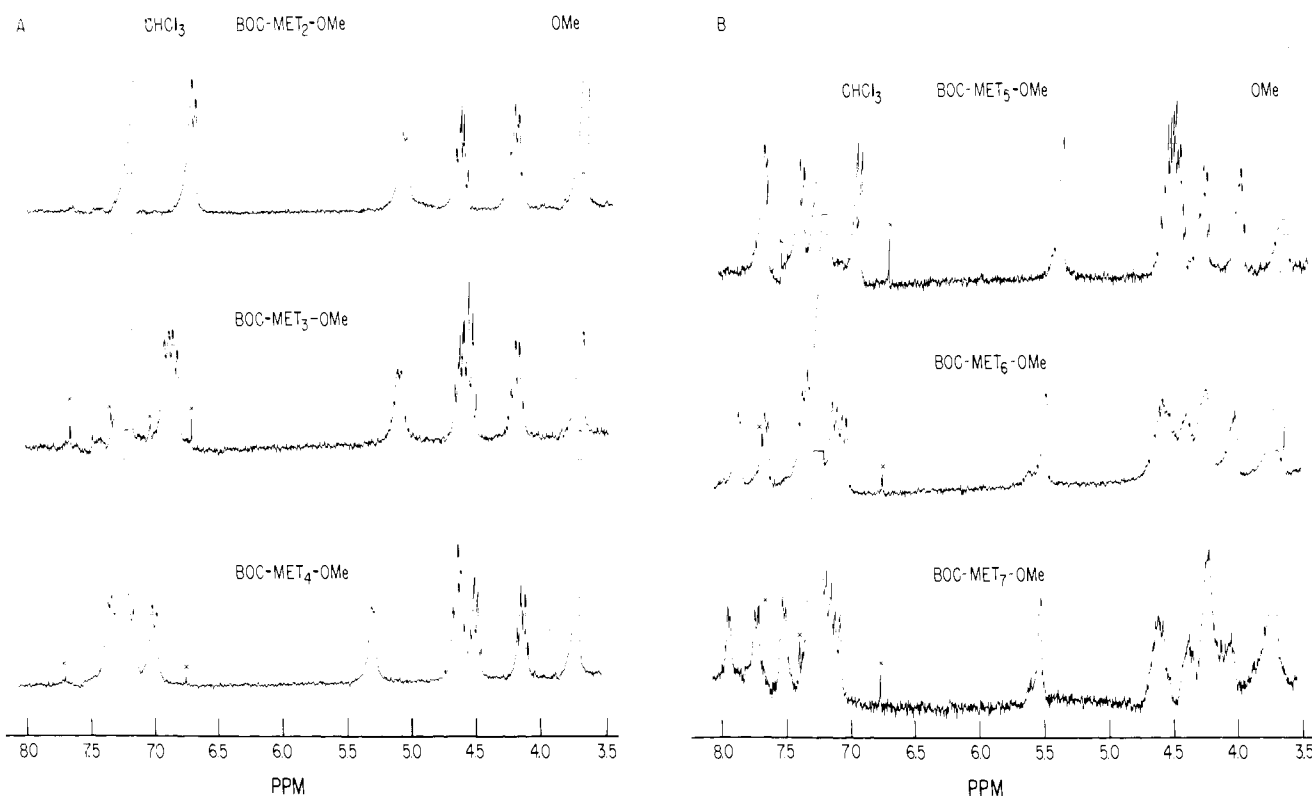 A
CHCl3 BOC-MET2-OMe OMe
BOC-MET3-OMe
BOC-MET4-OMe
8.0 7.5 7.0 6.5 6.0 5.5 5.0 4.5 4.0 3.5
PPM
B
CHCl3 BOC-MET5-OMe OMe
BOC-MET6-OMe
BOC-MET7-OMe
8.0 7.5 7.0 6.5 6.0 5.5 5.0 4.5 4.0 3.5
PPM